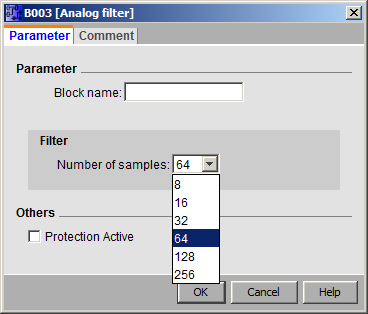 B003 [Analog filter]
Parameter Comment
Parameter
Block name:
Filter
Number of samples: 64
8
16
32
64
128
256
Others
Protection Active
OK Cancel Help